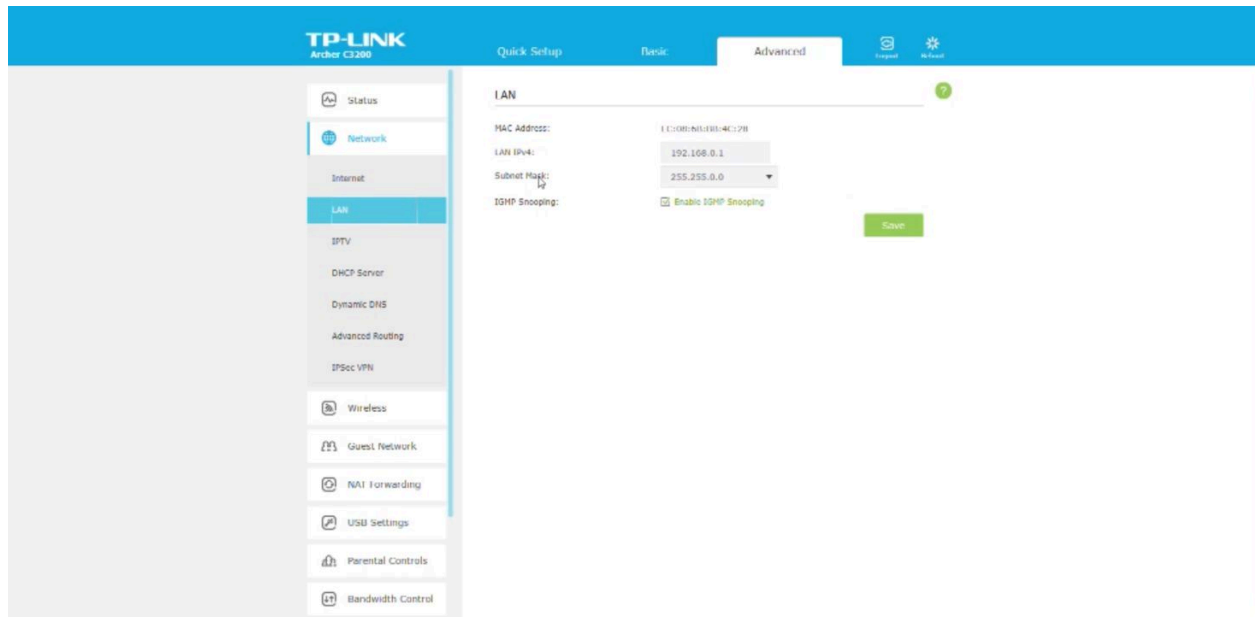 TP-LINK
Archer C3200
Quick Setup
Basic
Advanced
Logout
Reboot
Status
Network
Internet
LAN
IPTV
DHCP Server
Dynamic DNS
Advanced Routing
IPSec VPN
Wireless
Guest Network
NAT Forwarding
USB Settings
Parental Controls
Bandwidth Control
LAN
?
MAC Address:
LAN IPv4: 192.168.0.1
Subnet Mask: 255.255.0.0
IGMP Snooping: Enable IGMP Snooping
Save